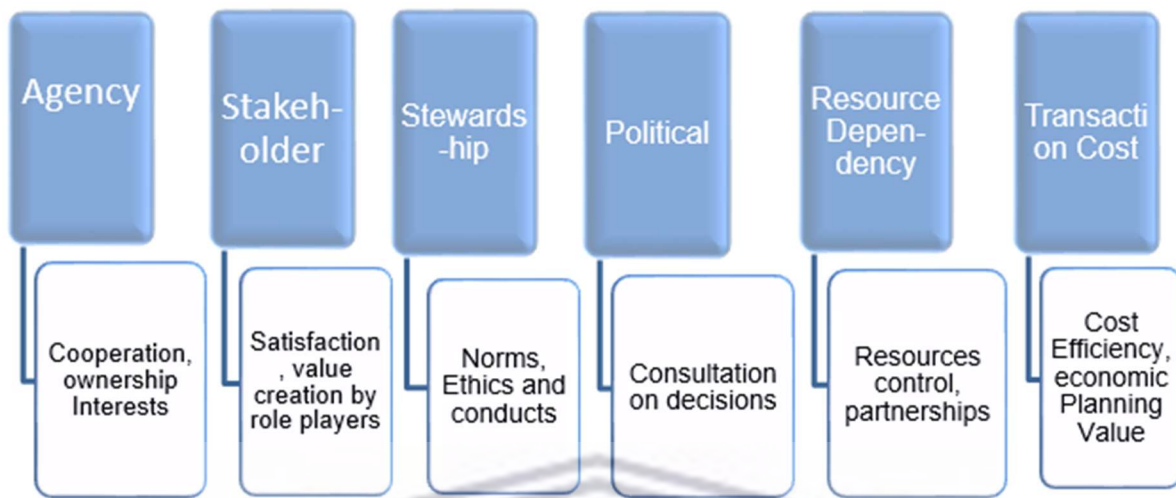 Agency
Stakeh-
older
Stewards
-hip
Political
Resource
Depen-
dency
Transacti
on Cost
Cooperation,
ownership
Interests
Satisfaction
, value
creation by
role players
Norms,
Ethics and
conducts
Consultation
on decisions
Resources
control,
partnerships
Cost
Efficiency,
economic
Planning
Value